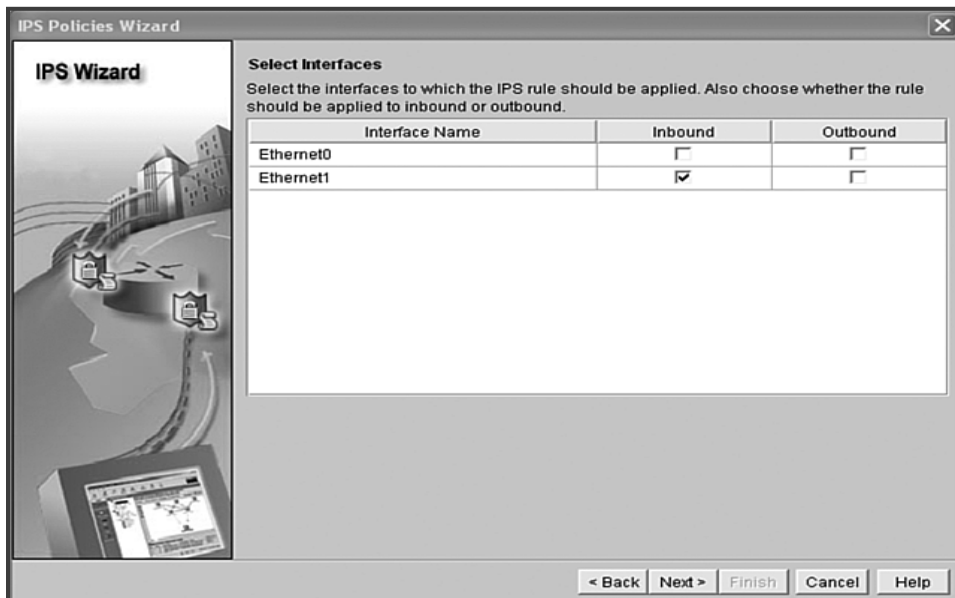 IPS Policies Wizard
IPS Wizard
Select Interfaces
Select the interfaces to which the IPS rule should be applied. Also choose whether the rule
should be applied to inbound or outbound.
Interface Name Inbound Outbound
Ethernet0
Ethernet1
< Back Next > Finish Cancel Help